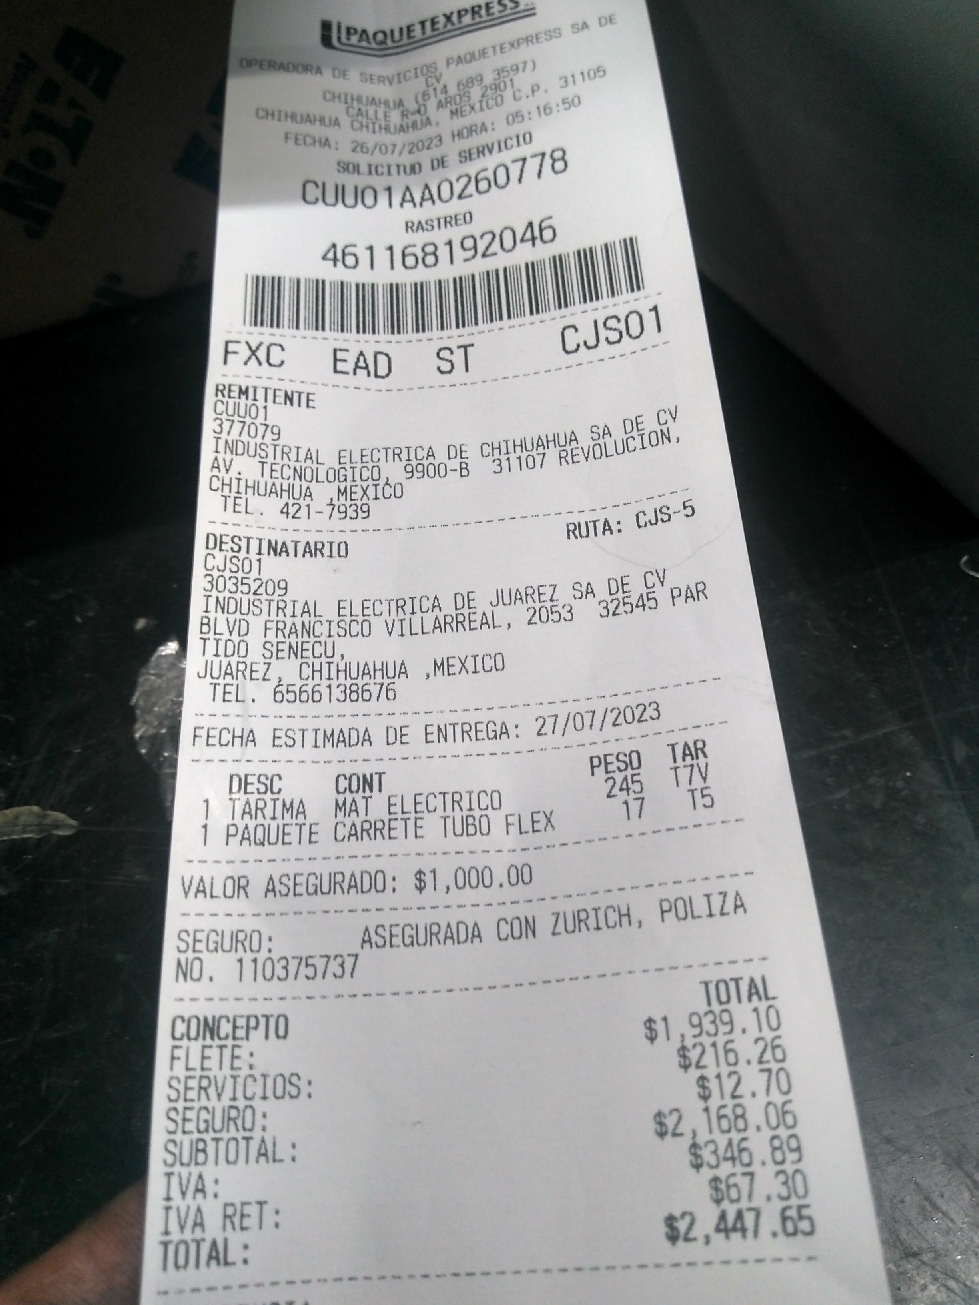 PAQUETEXPRESS
OPERADORA DE SERVICIOS PAQUETEXPRESS SA DE
CV
CHIHUAHUA (614 689 3597)
CALLE R¬O AROS 2901
CHIHUAHUA CHIHUAHUA, MEXICO C.P. 31105
FECHA: 26/07/2023 HORA: 05:16:50
SOLICITUD DE SERVICIO
CUU01AA0260778
RASTREO
461168192046
FXC EAD ST CJS01
REMITENTE
CUU01
377079
INDUSTRIAL ELECTRICA DE CHIHUAHUA SA DE CV
AV. TECNOLOGICO, 9900-B 31107 REVOLUCION,
CHIHUAHUA ,MEXICO
TEL. 421-7939
DESTINATARIO RUTA: CJS-5
CJS01
3035209
INDUSTRIAL ELECTRICA DE JUAREZ SA DE CV
BLVD FRANCISCO VILLARREAL, 2053 32545 PAR
TIDO SENECU,
JUAREZ, CHIHUAHUA ,MEXICO
TEL. 6566138676
FECHA ESTIMADA DE ENTREGA: 27/07/2023
DESC CONT PESO TAR
1 TARIMA MAT ELECTRICO 245 T7V
1 PAQUETE CARRETE TUBO FLEX 17 T5
VALOR ASEGURADO: $1,000.00
SEGURO: ASEGURADA CON ZURICH, POLIZA
NO. 110375737
CONCEPTO TOTAL
FLETE: $1,939.10
SERVICIOS: $216.26
SEGURO: $12.70
SUBTOTAL: $2,168.06
IVA: $346.89
IVA RET: $67.30
TOTAL: $2,447.65